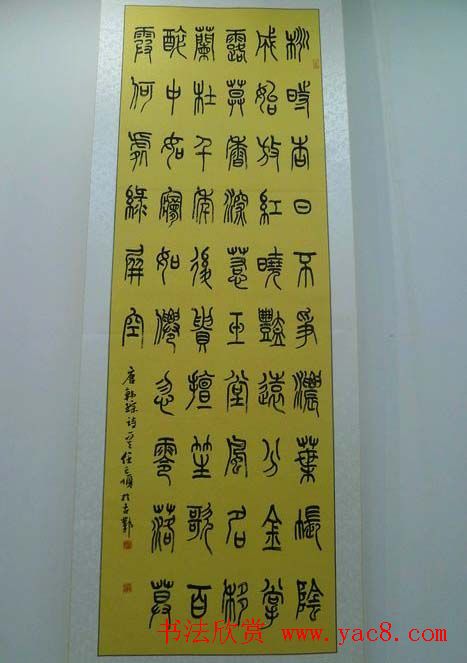 桃時杏日不爭濃葉帳陰
成始放紅曉豔遠分金掌
露暮香深惹玉堂風名移
蘭杜千年後貴擅笙歌百
醉中如夢如僊忽零落暮
霞何處綠屏空
唐韓琮詩
书法欣赏 www.yac8.com